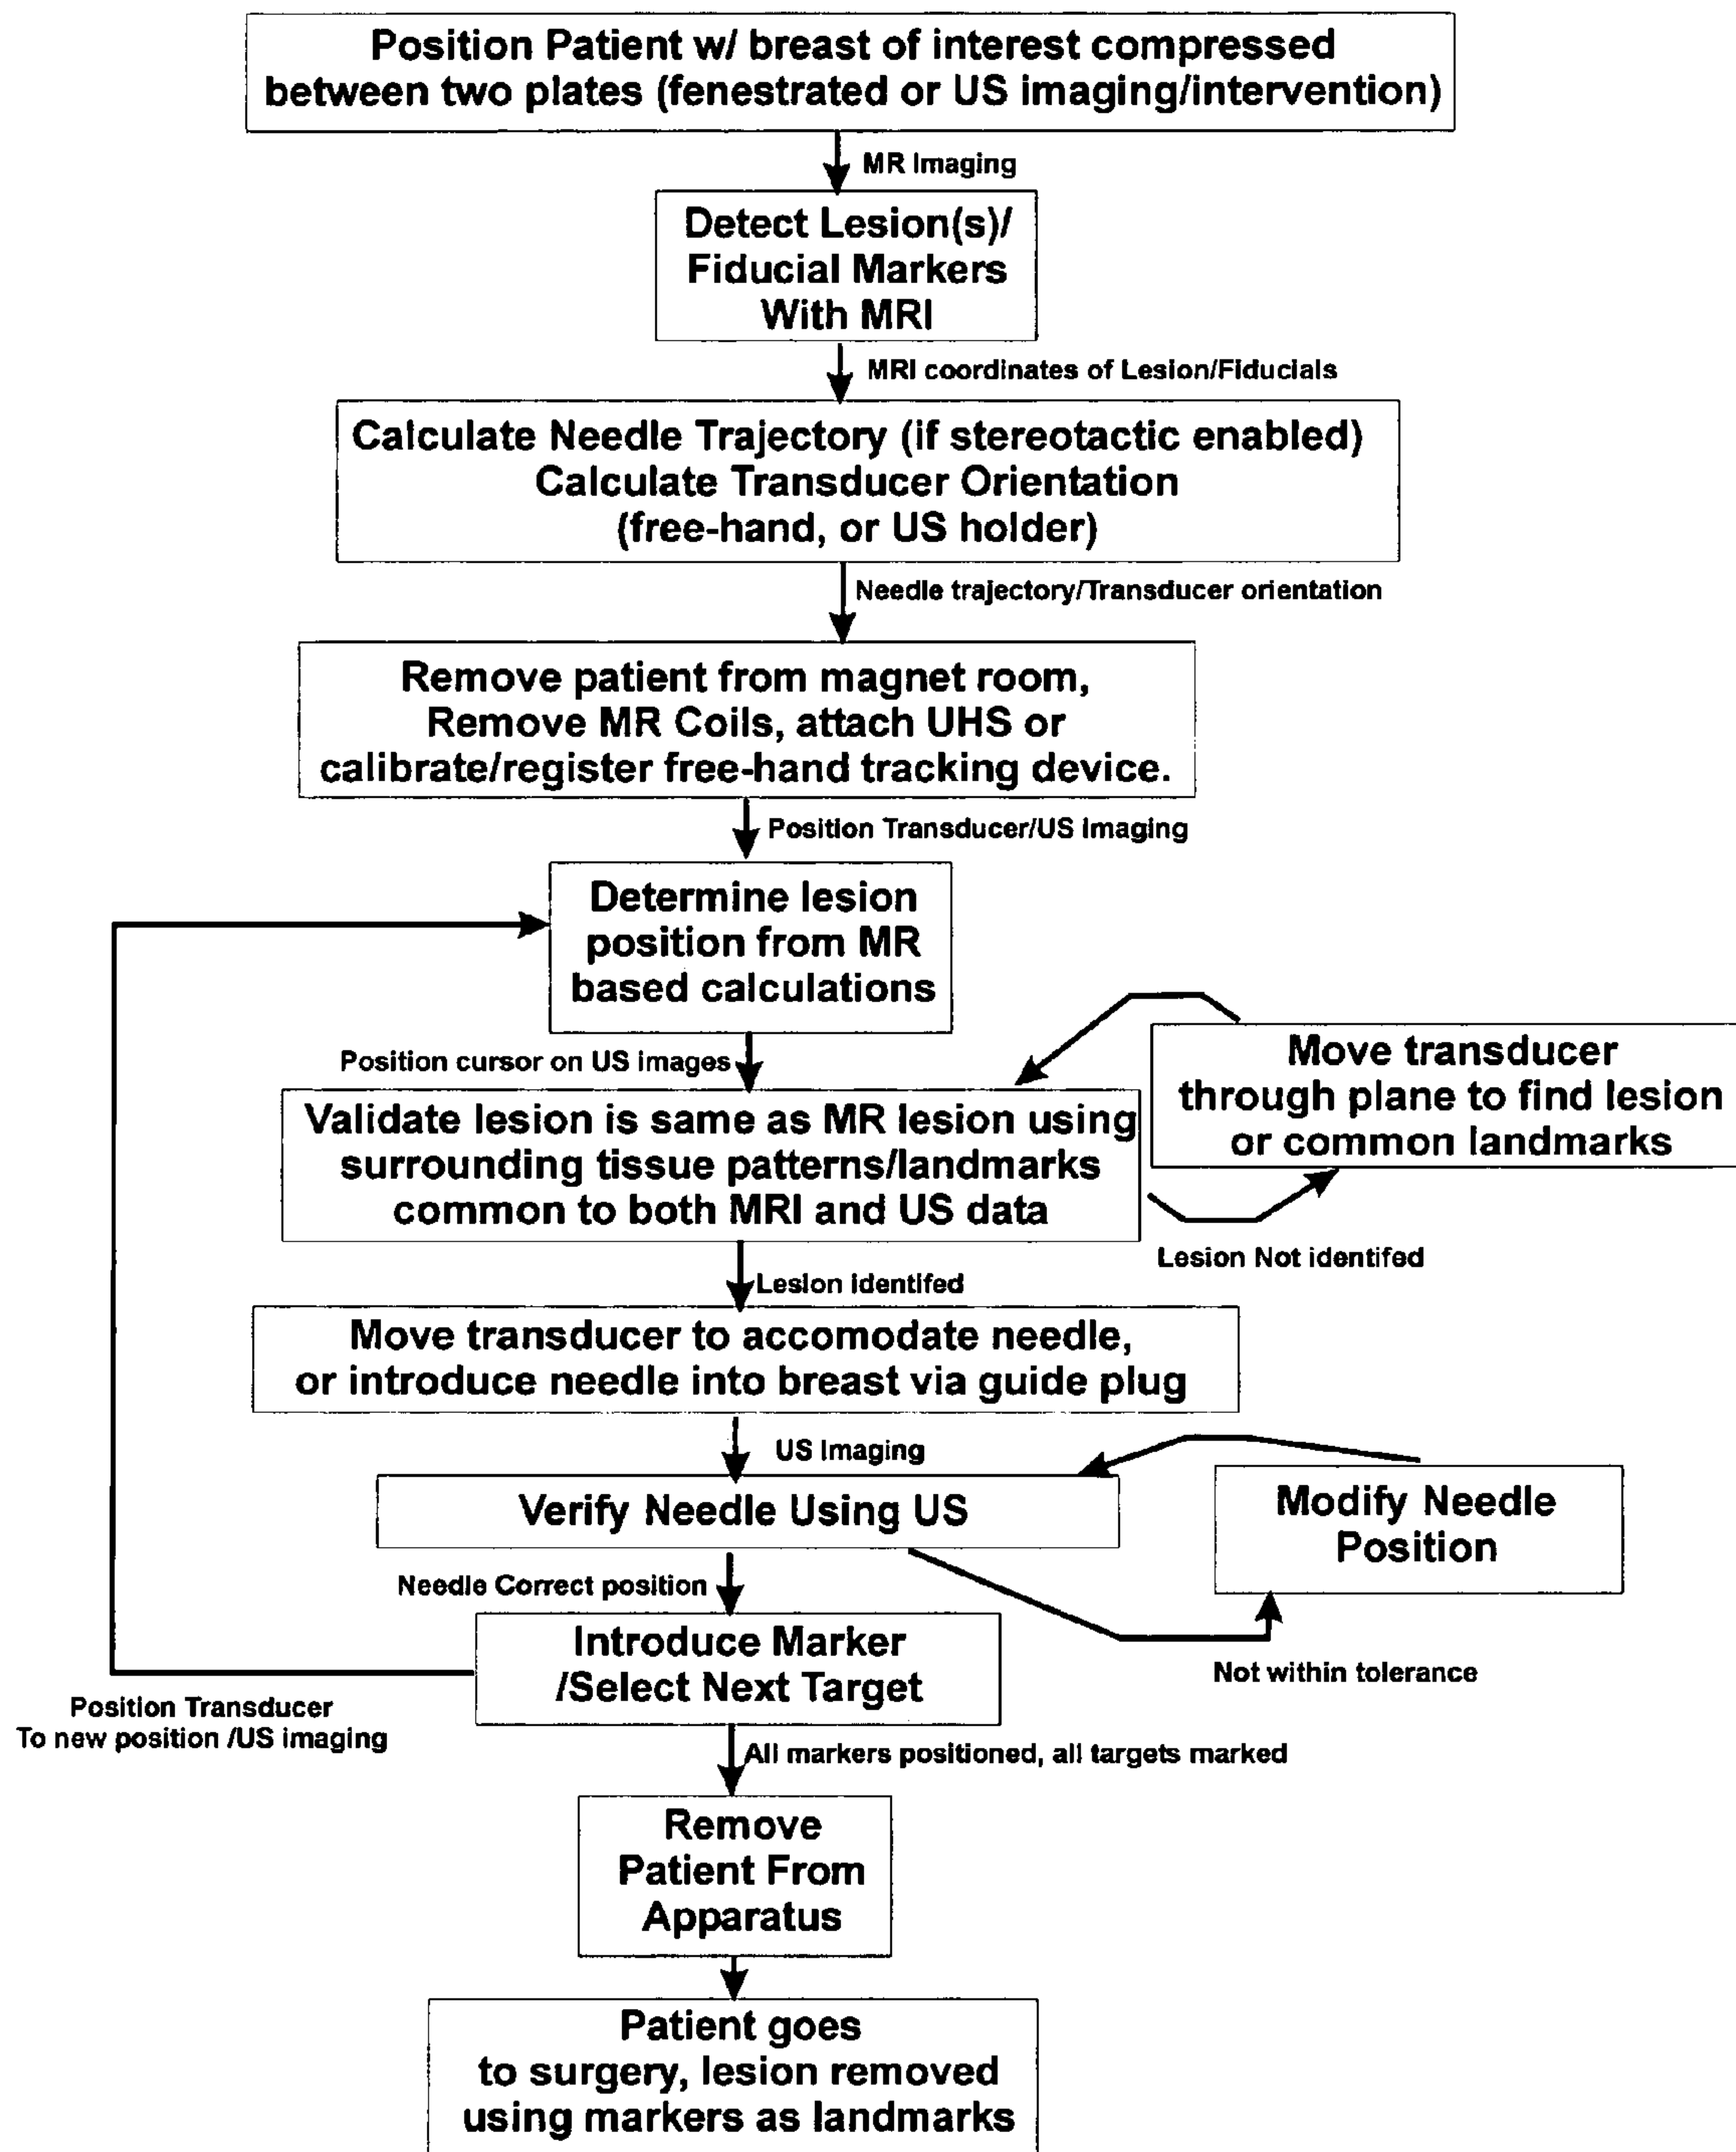 Position Patient w/ breast of interest compressed
between two plates (fenestrated or US imaging/intervention)
MR Imaging
Detect Lesion(s)/
Fiducial Markers
With MRI
MRI coordinates of Lesion/Fiducials
Calculate Needle Trajectory (if stereotactic enabled)
Calculate Transducer Orientation
(free-hand, or US holder)
Needle trajectory/Transducer orientation
Remove patient from magnet room,
Remove MR Coils, attach UHS or
calibrate/register free-hand tracking device.
Position Transducer/US Imaging
Determine lesion
position from MR
based calculations
Position cursor on US images
Move transducer
through plane to find lesion
or common landmarks
Validate lesion is same as MR lesion using
surrounding tissue patterns/landmarks
common to both MRI and US data
Lesion Not identifed
Lesion identifed
Move transducer to accomodate needle,
or introduce needle into breast via guide plug
US Imaging
Verify Needle Using US
Modify Needle
Position
Needle Correct position
Not within tolerance
Introduce Marker
/Select Next Target
Position Transducer
To new position /US imaging
All markers positioned, all targets marked
Remove
Patient From
Apparatus
Patient goes
to surgery, lesion removed
using markers as landmarks